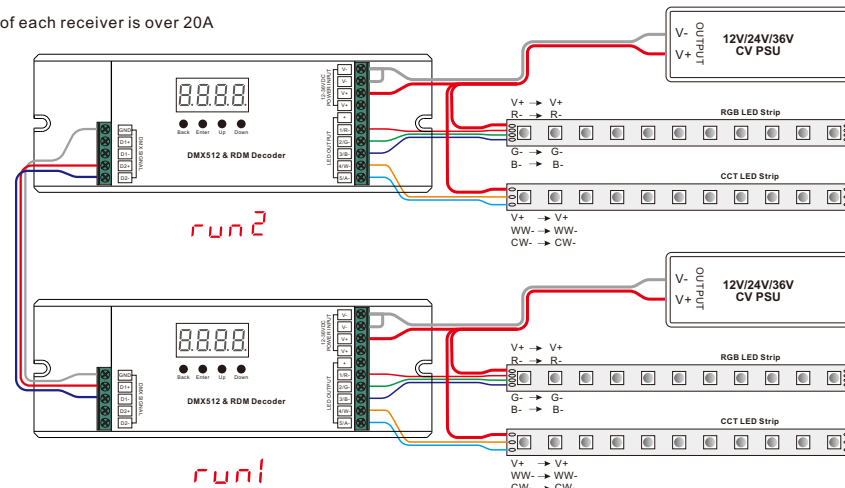 of each receiver is over 20A
V- OUTPUT
V+
12V/24V/36V
CV PSU
8.8.8.8.
Back Enter Up Down
DMX512 & RDM Decoder
GND
D1+
D1-
D2+
D2-
DMX SIGNAL
12-36VDC
POWER INPUT
V-
V-
V+
V+
LED OUTPUT
+
1/R-
2/G-
3/B-
4/W-
5/A-
V+ → V+
R- → R-
RGB LED Strip
G- → G-
B- → B-
CCT LED Strip
V+ → V+
WW- → WW-
CW- → CW-
run2
V- OUTPUT
V+
12V/24V/36V
CV PSU
8.8.8.8.
Back Enter Up Down
DMX512 & RDM Decoder
GND
D1+
D1-
D2+
D2-
DMX SIGNAL
12-36VDC
POWER INPUT
V-
V-
V+
V+
LED OUTPUT
+
1/R-
2/G-
3/B-
4/W-
5/A-
V+ → V+
R- → R-
RGB LED Strip
G- → G-
B- → B-
CCT LED Strip
V+ → V+
WW- → WW-
CW- → CW-
run1